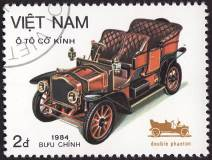 VIỆT NAM
Ô TÔ CỔ KÍNH
2đ
1984
BƯU CHÍNH
double phaeton